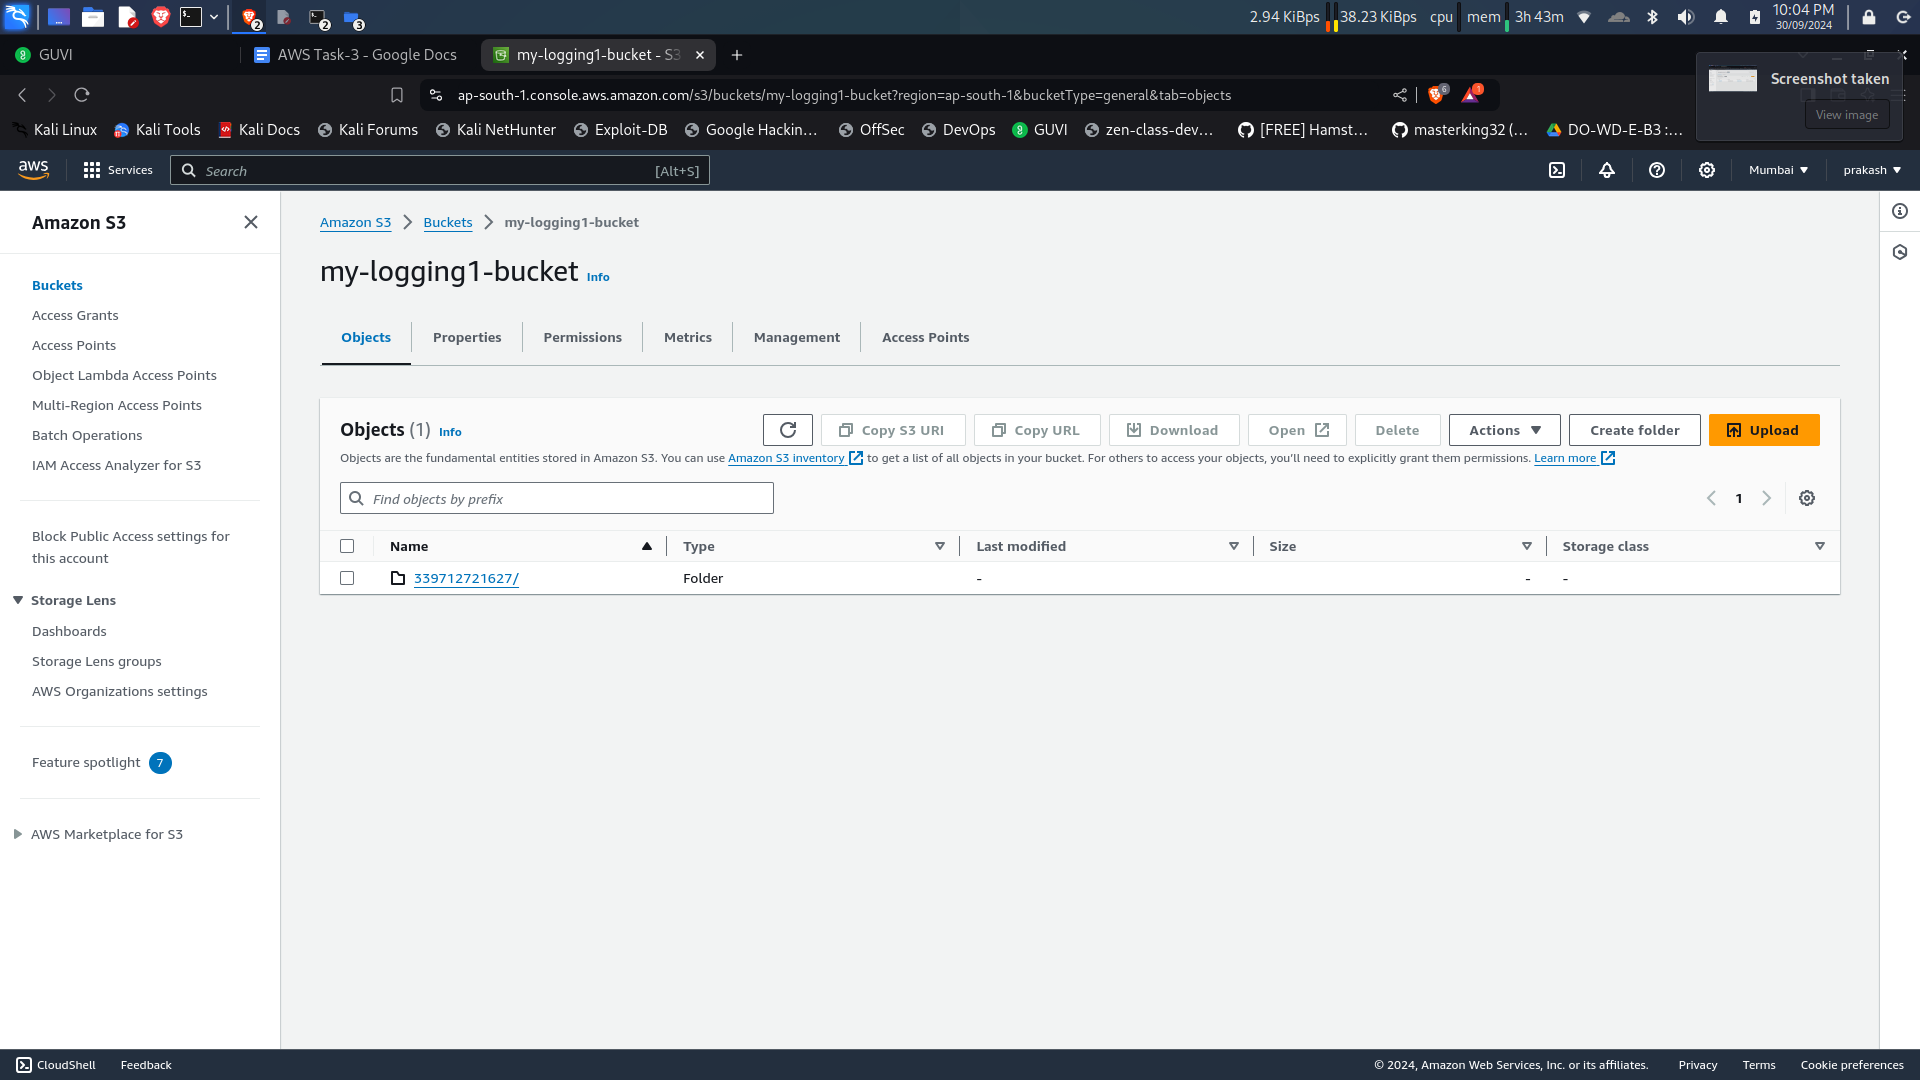 2.94 KiBps 38.23 KiBps cpu mem 3h 43m 10:04 PM
30/09/2024
2 2 3
GUVI AWS Task-3 - Google Docs my-logging1-bucket - S3
Screenshot taken
View image
ap-south-1.console.aws.amazon.com/s3/buckets/my-logging1-bucket?region=ap-south-1&bucketType=general&tab=objects 6 1
Kali Linux Kali Tools Kali Docs Kali Forums Kali NetHunter Exploit-DB Google Hackin... OffSec DevOps GUVI zen-class-dev... [FREE] Hamst... masterking32 (... DO-WD-E-B3 :...
aws Services Search [Alt+S] Mumbai prakash
Amazon S3
Buckets
Access Grants
Access Points
Object Lambda Access Points
Multi-Region Access Points
Batch Operations
IAM Access Analyzer for S3
Block Public Access settings for
this account
Storage Lens
Dashboards
Storage Lens groups
AWS Organizations settings
Feature spotlight 7
AWS Marketplace for S3
Amazon S3 Buckets my-logging1-bucket
my-logging1-bucket Info
Objects Properties Permissions Metrics Management Access Points
Objects (1) Info
Copy S3 URI Copy URL Download Open Delete Actions Create folder Upload
Objects are the fundamental entities stored in Amazon S3. You can use Amazon S3 inventory to get a list of all objects in your bucket. For others to access your objects, you'll need to explicitly grant them permissions. Learn more
Find objects by prefix 1
Name Type Last modified Size Storage class
339712721627/ Folder - - -
CloudShell Feedback © 2024, Amazon Web Services, Inc. or its affiliates. Privacy Terms Cookie preferences